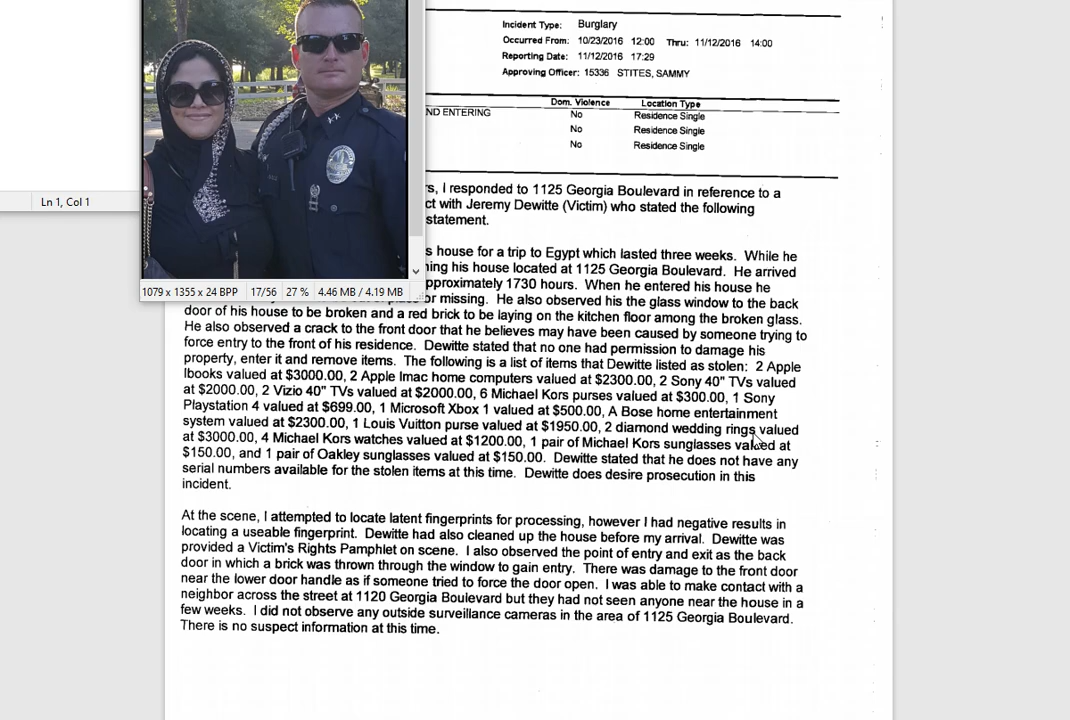 Incident Type: Burglary
Occurred From: 10/23/2016 12:00 Thru: 11/12/2016 14:00
Reporting Date: 11/12/2016 17:29
Approving Officer: 15336 STITES, SAMMY
Dom. Violence Location Type
ND ENTERING No Residence Single
No Residence Single
No Residence Single
rs, I responded to 1125 Georgia Boulevard in reference to a
Ln 1, Col 1
ct with Jeremy Dewitte (Victim) who stated the following
statement.
s house for a trip to Egypt which lasted three weeks. While he
ning his house located at 1125 Georgia Boulevard. He arrived
pproximately 1730 hours. When he entered his house he
1079 x 1355 x 24 BPP 17/56 27 % 4.46 MB / 4.19 MB
or missing. He also observed his the glass window to the back
door of his house to be broken and a red brick to be laying on the kitchen floor among the broken glass.
He also observed a crack to the front door that he believes may have been caused by someone trying to
force entry to the front of his residence. Dewitte stated that no one had permission to damage his
property, enter it and remove items. The following is a list of items that Dewitte listed as stolen: 2 Apple
Ibooks valued at $3000.00, 2 Apple Imac home computers valued at $2300.00, 2 Sony 40" TVs valued
at $2000.00, 2 Vizio 40" TVs valued at $2000.00, 6 Michael Kors purses valued at $300.00, 1 Sony
Playstation 4 valued at $699.00, 1 Microsoft Xbox 1 valued at $500.00, A Bose home entertainment
system valued at $2300.00, 1 Louis Vuitton purse valued at $1950.00, 2 diamond wedding rings valued
at $3000.00, 4 Michael Kors watches valued at $1200.00, 1 pair of Michael Kors sunglasses valued at
$150.00, and 1 pair of Oakley sunglasses valued at $150.00. Dewitte stated that he does not have any
serial numbers available for the stolen items at this time. Dewitte does desire prosecution in this
incident.
At the scene, I attempted to locate latent fingerprints for processing, however I had negative results in
locating a useable fingerprint. Dewitte had also cleaned up the house before my arrival. Dewitte was
provided a Victim's Rights Pamphlet on scene. I also observed the point of entry and exit as the back
door in which a brick was thrown through the window to gain entry. There was damage to the front door
near the lower door handle as if someone tried to force the door open. I was able to make contact with a
neighbor across the street at 1120 Georgia Boulevard but they had not seen anyone near the house in a
few weeks. I did not observe any outside surveillance cameras in the area of 1125 Georgia Boulevard.
There is no suspect information at this time.